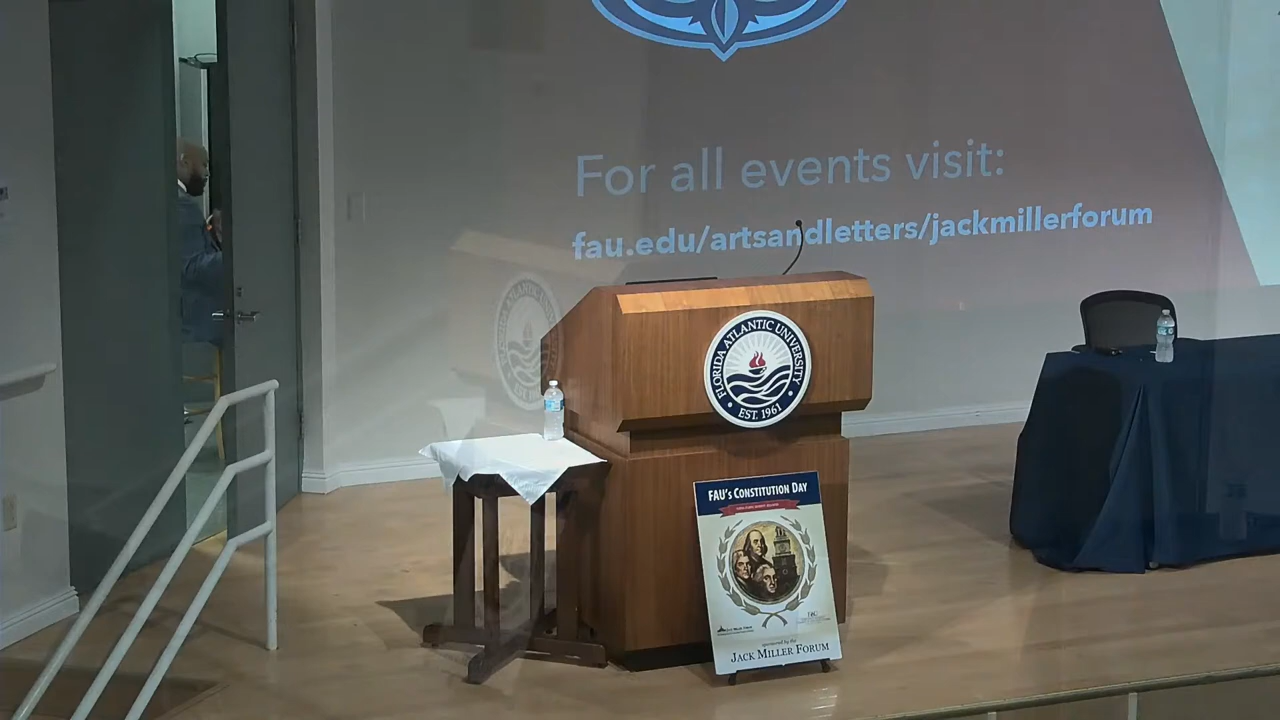 For all events visit:
fau.edu/artsandletters/jackmillerforum
FLORIDA ATLANTIC UNIVERSITY
EST. 1961
FAU's CONSTITUTION DAY
sponsored by the
JACK MILLER FORUM